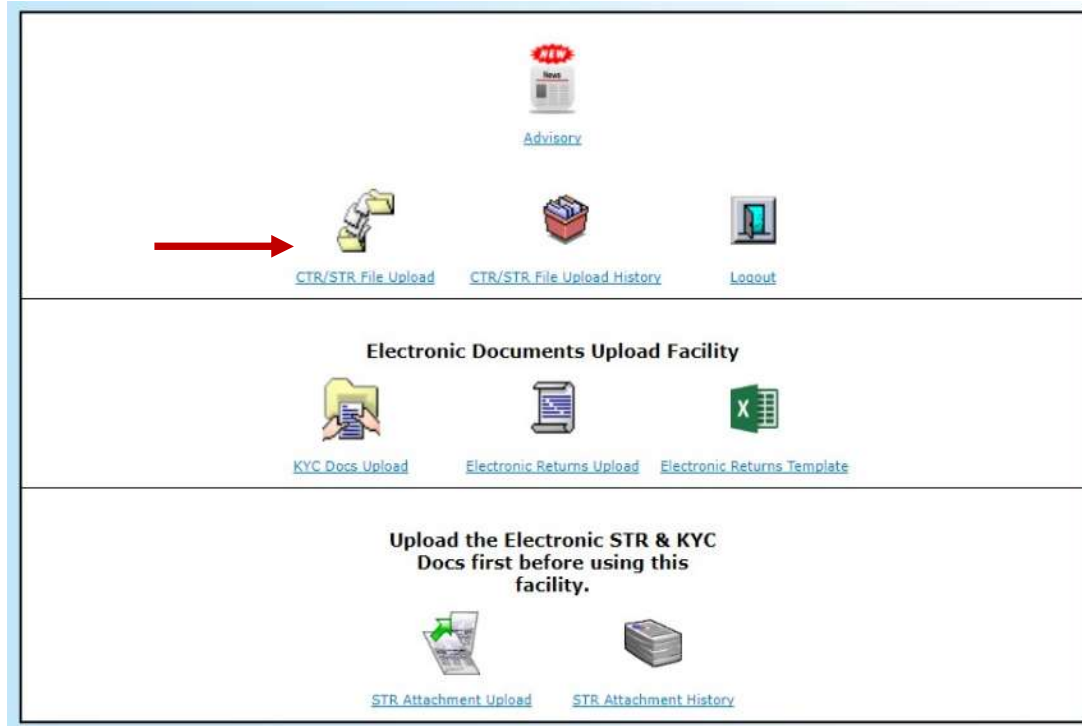 NEW
News
Advisory
CTR/STR File Upload CTR/STR File Upload History Logout
Electronic Documents Upload Facility
X
KYC Docs Upload Electronic Returns Upload Electronic Returns Template
Upload the Electronic STR & KYC
Docs first before using this
facility.
STR Attachment Upload STR Attachment History